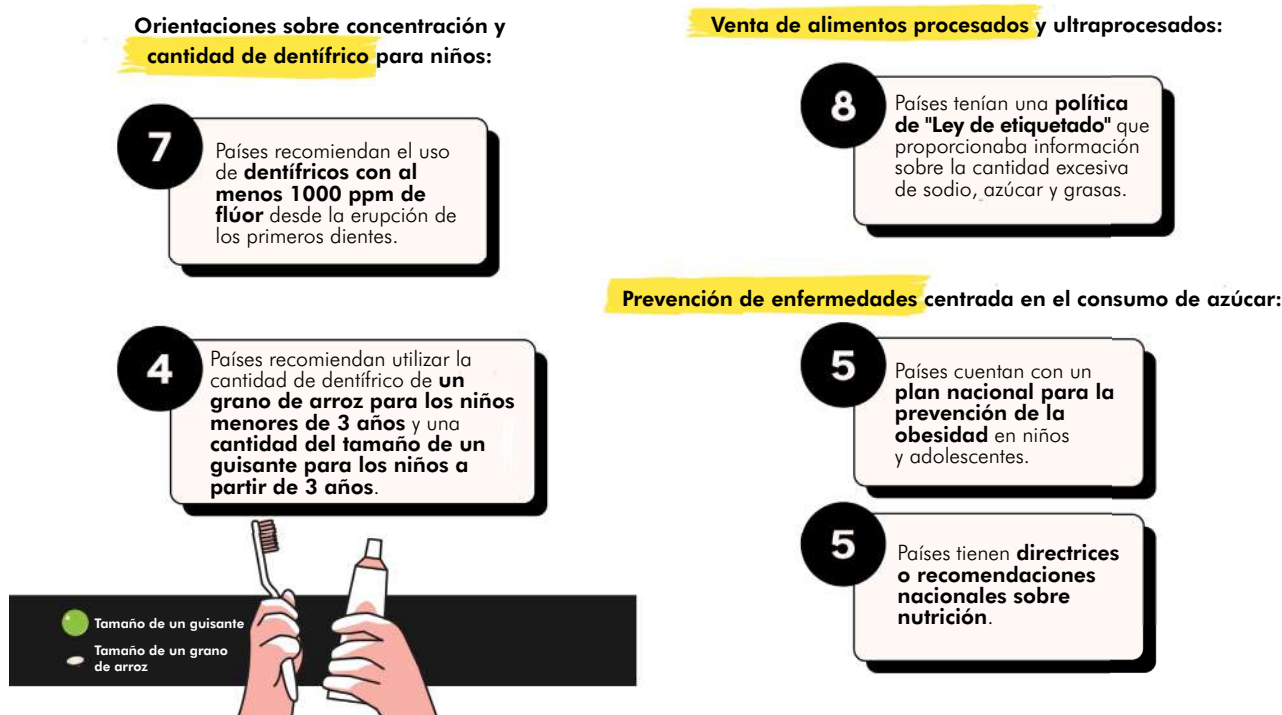 Orientaciones sobre concentración y
cantidad de dentífrico para niños:
7
Países recomiendan el uso
de dentífricos con al
menos 1000 ppm de
flúor desde la erupción de
los primeros dientes.
4
Países recomiendan utilizar la
cantidad de dentífrico de un
grano de arroz para los niños
menores de 3 años y una
cantidad del tamaño de un
guisante para los niños a
partir de 3 años.
Tamaño de un guisante
Tamaño de un grano
de arroz
Venta de alimentos procesados y ultraprocesados:
8
Países tenían una política
de "Ley de etiquetado" que
proporcionaba información
sobre la cantidad excesiva
de sodio, azúcar y grasas.
Prevención de enfermedades centrada en el consumo de azúcar:
5
Países cuentan con un
plan nacional para la
prevención de la
obesidad en niños
y adolescentes.
5
Países tienen directrices
o recomendaciones
nacionales sobre
nutrición.